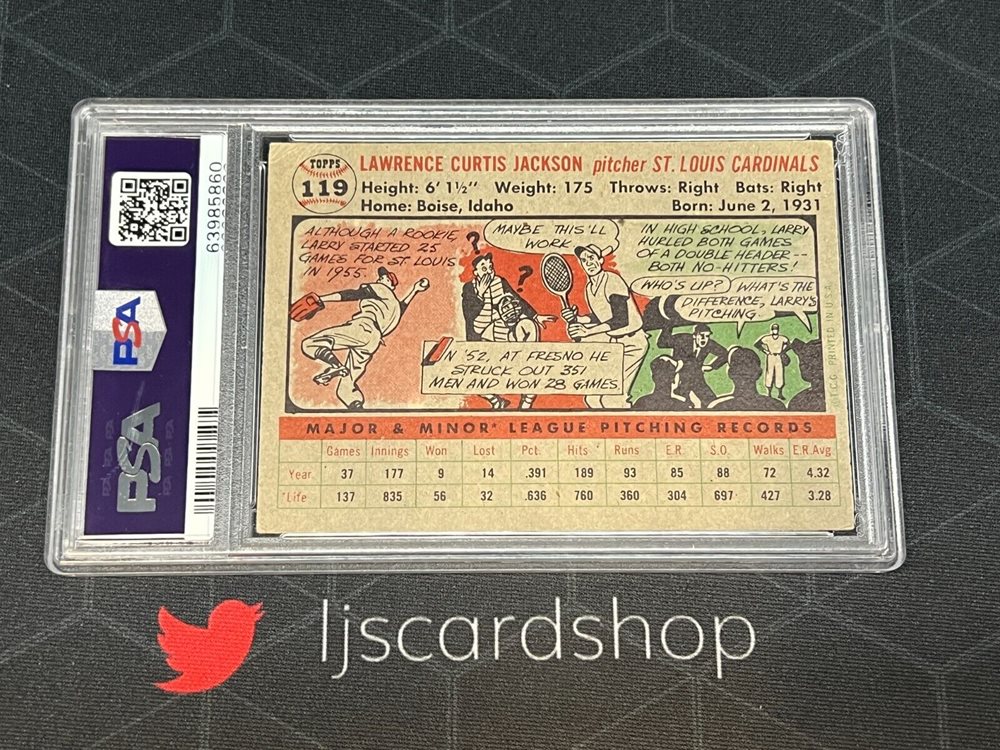 63985860
PSA
PSA
TOPPS
119
LAWRENCE CURTIS JACKSON pitcher ST. LOUIS CARDINALS
Height: 6' 1½" Weight: 175 Throws: Right Bats: Right
Home: Boise, Idaho Born: June 2, 1931
ALTHOUGH A ROOKIE,
LARRY STARTED 25
GAMES FOR ST. LOUIS
IN 1955.
?
MAYBE THIS'LL
WORK
?
IN '52, AT FRESNO HE
STRUCK OUT 351
MEN AND WON 28 GAMES.
IN HIGH SCHOOL, LARRY
HURLED BOTH GAMES
OF A DOUBLE HEADER--
BOTH NO-HITTERS!
WHO'S UP?
WHAT'S THE
DIFFERENCE, LARRY'S
PITCHING.
T.C.G. PRINTED IN U.S.A.
MAJOR & MINOR* LEAGUE PITCHING RECORDS
Games Innings Won Lost Pct. Hits Runs E.R. S.O. Walks E.R.Avg
Year 37 177 9 14 .391 189 93 85 88 72 4.32
*Life 137 835 56 32 .636 760 360 304 697 427 3.28
ljscardshop